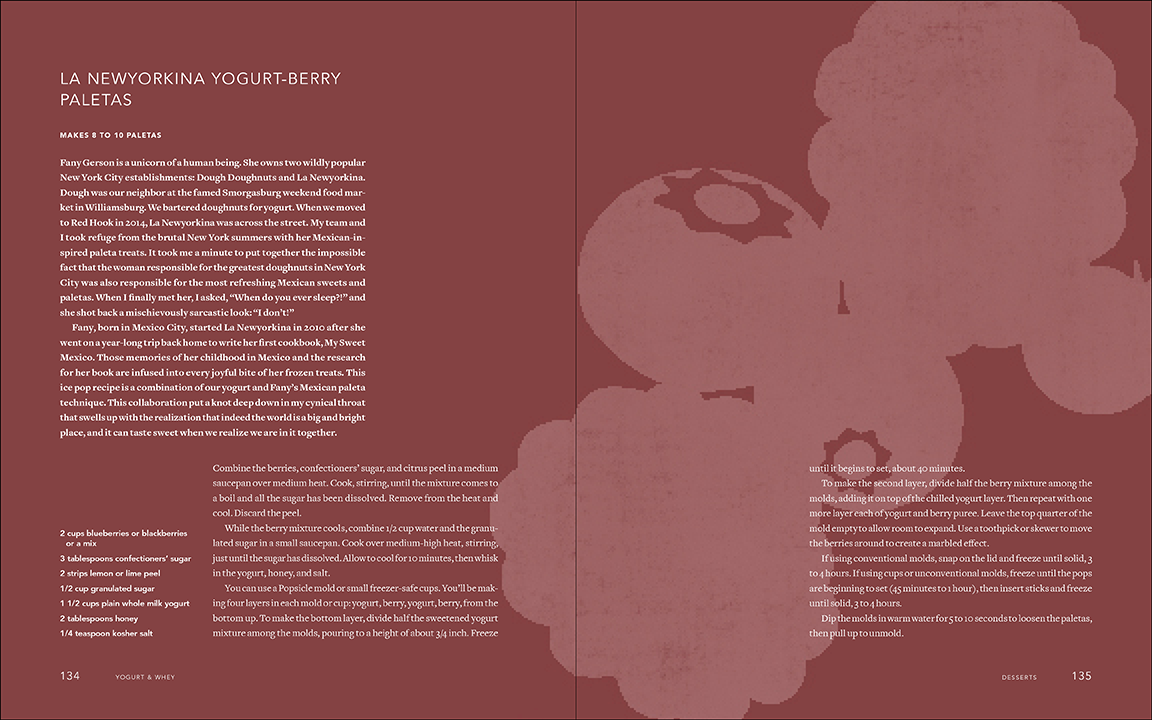 LA NEWYORKINA YOGURT-BERRY
PALETAS
MAKES 8 TO 10 PALETAS
Fany Gerson is a unicorn of a human being. She owns two wildly popular
New York City establishments: Dough Doughnuts and La Newyorkina.
Dough was our neighbor at the famed Smorgasburg weekend food mar-
ket in Williamsburg. We bartered doughnuts for yogurt. When we moved
to Red Hook in 2014, La Newyorkina was across the street. My team and
I took refuge from the brutal New York summers with her Mexican-in-
spired paleta treats. It took me a minute to put together the impossible
fact that the woman responsible for the greatest doughnuts in New York
City was also responsible for the most refreshing Mexican sweets and
paletas. When I finally met her, I asked, “When do you ever sleep?!” and
she shot back a mischievously sarcastic look: “I don’t!”
Fany, born in Mexico City, started La Newyorkina in 2010 after she
went on a year-long trip back home to write her first cookbook, My Sweet
Mexico. Those memories of her childhood in Mexico and the research
for her book are infused into every joyful bite of her frozen treats. This
ice pop recipe is a combination of our yogurt and Fany’s Mexican paleta
technique. This collaboration put a knot deep down in my cynical throat
that swells up with the realization that indeed the world is a big and bright
place, and it can taste sweet when we realize we are in it together.
2 cups blueberries or blackberries
or a mix
3 tablespoons confectioners’ sugar
2 strips lemon or lime peel
1/2 cup granulated sugar
1 1/2 cups plain whole milk yogurt
2 tablespoons honey
1/4 teaspoon kosher salt
Combine the berries, confectioners’ sugar, and citrus peel in a medium
saucepan over medium heat. Cook, stirring, until the mixture comes to
a boil and all the sugar has been dissolved. Remove from the heat and
cool. Discard the peel.
While the berry mixture cools, combine 1/2 cup water and the granu-
lated sugar in a small saucepan. Cook over medium-high heat, stirring,
just until the sugar has dissolved. Allow to cool for 10 minutes, then whisk
in the yogurt, honey, and salt.
You can use a Popsicle mold or small freezer-safe cups. You’ll be mak-
ing four layers in each mold or cup: yogurt, berry, yogurt, berry, from the
bottom up. To make the bottom layer, divide half the sweetened yogurt
mixture among the molds, pouring to a height of about 3/4 inch. Freeze
134 YOGURT & WHEY
until it begins to set, about 40 minutes.
To make the second layer, divide half the berry mixture among the
molds, adding it on top of the chilled yogurt layer. Then repeat with one
more layer each of yogurt and berry puree. Leave the top quarter of the
mold empty to allow room to expand. Use a toothpick or skewer to move
the berries around to create a marbled effect.
If using conventional molds, snap on the lid and freeze until solid, 3
to 4 hours. If using cups or unconventional molds, freeze until the pops
are beginning to set (45 minutes to 1 hour), then insert sticks and freeze
until solid, 3 to 4 hours.
Dip the molds in warm water for 5 to 10 seconds to loosen the paletas,
then pull up to unmold.
DESSERTS 135